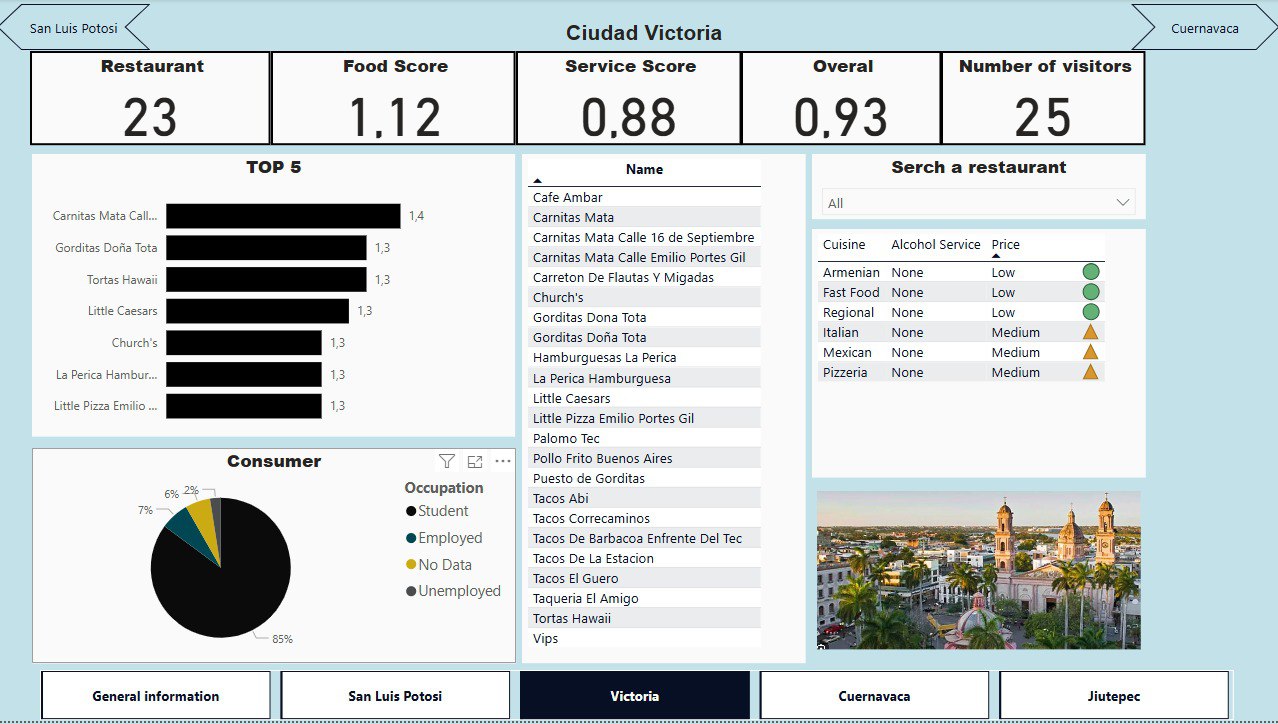 San Luis Potosi
Ciudad Victoria
Cuernavaca
Restaurant
23
Food Score
1,12
Service Score
0,88
Overal
0,93
Number of visitors
25
TOP 5
Carnitas Mata Call... 1,4
Gorditas Doña Tota 1,3
Tortas Hawaii 1,3
Little Caesars 1,3
Church's 1,3
La Perica Hambur... 1,3
Little Pizza Emilio ... 1,3
Consumer
6% 2%
7%
85%
Occupation
Student
Employed
No Data
Unemployed
Name
Cafe Ambar
Carnitas Mata
Carnitas Mata Calle 16 de Septiembre
Carnitas Mata Calle Emilio Portes Gil
Carreton De Flautas Y Migadas
Church's
Gorditas Dona Tota
Gorditas Doña Tota
Hamburguesas La Perica
La Perica Hamburguesa
Little Caesars
Little Pizza Emilio Portes Gil
Palomo Tec
Pollo Frito Buenos Aires
Puesto de Gorditas
Tacos Abi
Tacos Correcaminos
Tacos De Barbacoa Enfrente Del Tec
Tacos De La Estacion
Tacos El Guero
Taqueria El Amigo
Tortas Hawaii
Vips
Serch a restaurant
All
Cuisine Alcohol Service Price
Armenian None Low
Fast Food None Low
Regional None Low
Italian None Medium
Mexican None Medium
Pizzeria None Medium
General information
San Luis Potosi
Victoria
Cuernavaca
Jiutepec